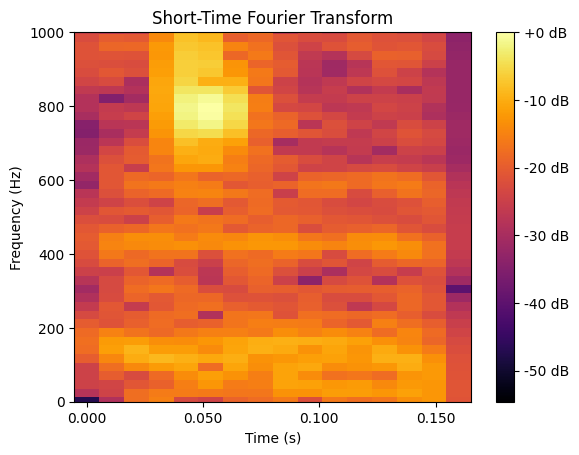 Short-Time Fourier Transform
1000
800
600
400
200
0
Frequency (Hz)
0.000
0.050
0.100
0.150
Time (s)
+0 dB
-10 dB
-20 dB
-30 dB
-40 dB
-50 dB